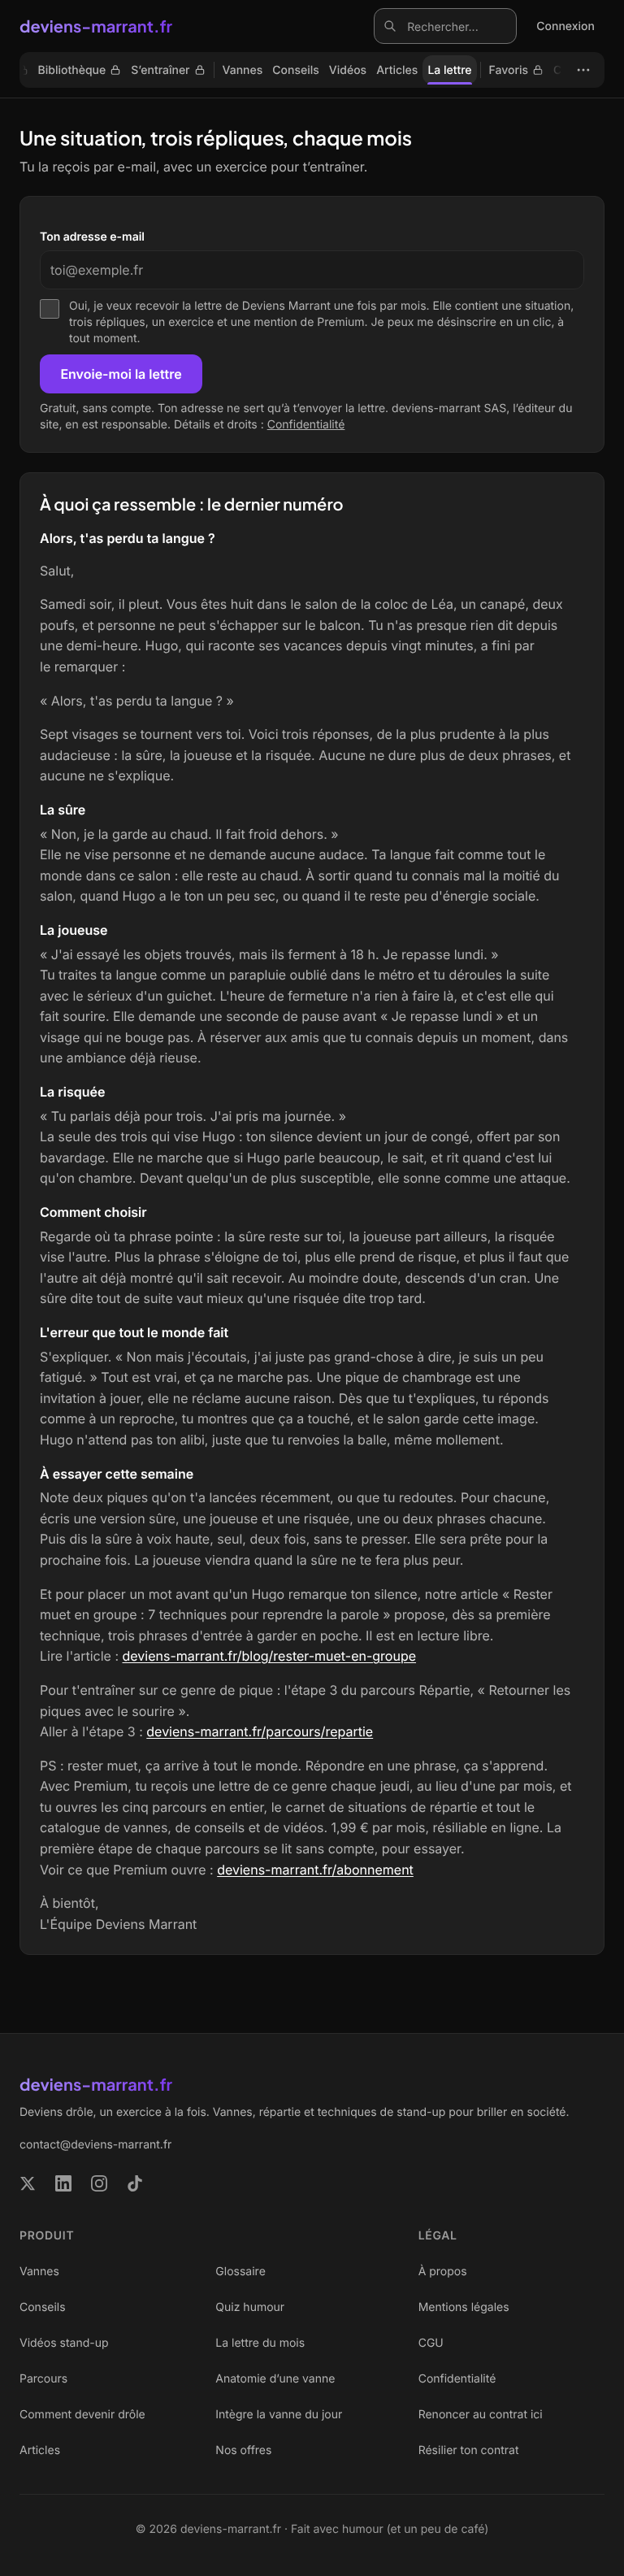 deviens-marrant.fr
Rechercher...
Connexion
Bibliothèque
S’entraîner
Vannes
Conseils
Vidéos
Articles
La lettre
Favoris
Une situation, trois répliques, chaque mois
Tu la reçois par e-mail, avec un exercice pour t’entraîner.
Ton adresse e-mail
toi@exemple.fr
Oui, je veux recevoir la lettre de Deviens Marrant une fois par mois. Elle contient une situation,
trois répliques, un exercice et une mention de Premium. Je peux me désinscrire en un clic, à
tout moment.
Envoie-moi la lettre
Gratuit, sans compte. Ton adresse ne sert qu’à t’envoyer la lettre. deviens-marrant SAS, l’éditeur du
site, en est responsable. Détails et droits : Confidentialité
À quoi ça ressemble : le dernier numéro
Alors, t'as perdu ta langue ?
Salut,
Samedi soir, il pleut. Vous êtes huit dans le salon de la coloc de Léa, un canapé, deux
poufs, et personne ne peut s'échapper sur le balcon. Tu n'as presque rien dit depuis
une demi-heure. Hugo, qui raconte ses vacances depuis vingt minutes, a fini par
le remarquer :
« Alors, t'as perdu ta langue ? »
Sept visages se tournent vers toi. Voici trois réponses, de la plus prudente à la plus
audacieuse : la sûre, la joueuse et la risquée. Aucune ne dure plus de deux phrases, et
aucune ne s'explique.
La sûre
« Non, je la garde au chaud. Il fait froid dehors. »
Elle ne vise personne et ne demande aucune audace. Ta langue fait comme tout le
monde dans ce salon : elle reste au chaud. À sortir quand tu connais mal la moitié du
salon, quand Hugo a le ton un peu sec, ou quand il te reste peu d'énergie sociale.
La joueuse
« J'ai essayé les objets trouvés, mais ils ferment à 18 h. Je repasse lundi. »
Tu traites ta langue comme un parapluie oublié dans le métro et tu déroules la suite
avec le sérieux d'un guichet. L'heure de fermeture n'a rien à faire là, et c'est elle qui
fait sourire. Elle demande une seconde de pause avant « Je repasse lundi » et un
visage qui ne bouge pas. À réserver aux amis que tu connais depuis un moment, dans
une ambiance déjà rieuse.
La risquée
« Tu parlais déjà pour trois. J'ai pris ma journée. »
La seule des trois qui vise Hugo : ton silence devient un jour de congé, offert par son
bavardage. Elle ne marche que si Hugo parle beaucoup, le sait, et rit quand c'est lui
qu'on chambre. Devant quelqu'un de plus susceptible, elle sonne comme une attaque.
Comment choisir
Regarde où ta phrase pointe : la sûre reste sur toi, la joueuse part ailleurs, la risquée
vise l'autre. Plus la phrase s'éloigne de toi, plus elle prend de risque, et plus il faut que
l'autre ait déjà montré qu'il sait recevoir. Au moindre doute, descends d'un cran. Une
sûre dite tout de suite vaut mieux qu'une risquée dite trop tard.
L'erreur que tout le monde fait
S'expliquer. « Non mais j'écoutais, j'ai juste pas grand-chose à dire, je suis un peu
fatigué. » Tout est vrai, et ça ne marche pas. Une pique de chambrage est une
invitation à jouer, elle ne réclame aucune raison. Dès que tu t'expliques, tu réponds
comme à un reproche, tu montres que ça a touché, et le salon garde cette image.
Hugo n'attend pas ton alibi, juste que tu renvoies la balle, même mollement.
À essayer cette semaine
Note deux piques qu'on t'a lancées récemment, ou que tu redoutes. Pour chacune,
écris une version sûre, une joueuse et une risquée, une ou deux phrases chacune.
Puis dis la sûre à voix haute, seul, deux fois, sans te presser. Elle sera prête pour la
prochaine fois. La joueuse viendra quand la sûre ne te fera plus peur.
Et pour placer un mot avant qu'un Hugo remarque ton silence, notre article « Rester
muet en groupe : 7 techniques pour reprendre la parole » propose, dès sa première
technique, trois phrases d'entrée à garder en poche. Il est en lecture libre.
Lire l'article : deviens-marrant.fr/blog/rester-muet-en-groupe
Pour t'entraîner sur ce genre de pique : l'étape 3 du parcours Répartie, « Retourner les
piques avec le sourire ».
Aller à l'étape 3 : deviens-marrant.fr/parcours/repartie
PS : rester muet, ça arrive à tout le monde. Répondre en une phrase, ça s'apprend.
Avec Premium, tu reçois une lettre de ce genre chaque jeudi, au lieu d'une par mois, et
tu ouvres les cinq parcours en entier, le carnet de situations de répartie et tout le
catalogue de vannes, de conseils et de vidéos. 1,99 € par mois, résiliable en ligne. La
première étape de chaque parcours se lit sans compte, pour essayer.
Voir ce que Premium ouvre : deviens-marrant.fr/abonnement
À bientôt,
L'Équipe Deviens Marrant
deviens-marrant.fr
Deviens drôle, un exercice à la fois. Vannes, répartie et techniques de stand-up pour briller en société.
contact@deviens-marrant.fr
PRODUIT
LÉGAL
Vannes
Glossaire
À propos
Conseils
Quiz humour
Mentions légales
Vidéos stand-up
La lettre du mois
CGU
Parcours
Anatomie d’une vanne
Confidentialité
Comment devenir drôle
Intègre la vanne du jour
Renoncer au contrat ici
Articles
Nos offres
Résilier ton contrat
© 2026 deviens-marrant.fr · Fait avec humour (et un peu de café)